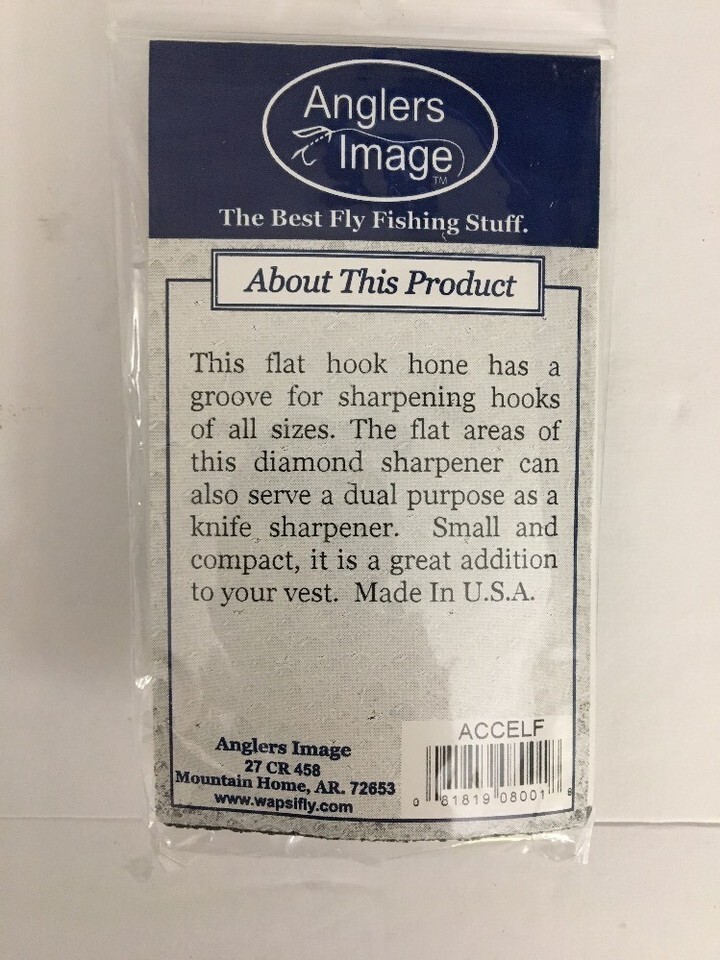 Anglers
Image
TM
The Best Fly Fishing Stuff.
About This Product
This flat hook hone has a
groove for sharpening hooks
of all sizes. The flat areas of
this diamond sharpener can
also serve a dual purpose as a
knife sharpener. Small and
compact, it is a great addition
to your vest. Made In U.S.A.
Anglers Image
27 CR 458
Mountain Home, AR. 72653
www.wapsifly.com
ACCELF
0 81819 08001 8